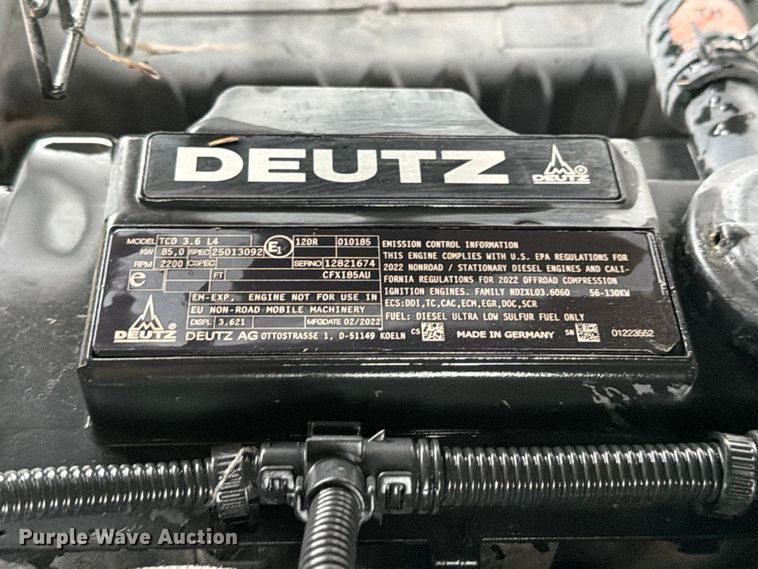 TH
DEUTZ
DEUTZ ®
MODEL TCD 3.6 L4
KW 85.0 SPEC 25013092
E1 120R 010185
RPM 2200 CSPEC SERNO 12821674
e FT CFXI85AU
EM-EXP, ENGINE NOT FOR USE IN
EU NON-ROAD MOBILE MACHINERY
DISPL 3.621 MFGDATE 02/2022
DEUTZ
DEUTZ AG OTTOSTRASSE 1, D-51149 KOELN
EMISSION CONTROL INFORMATION
THIS ENGINE COMPLIES WITH U.S. EPA REGULATIONS FOR
2022 NONROAD / STATIONARY DIESEL ENGINES AND CALI-
FORNIA REGULATIONS FOR 2022 OFFROAD COMPRESSION
IGNITION ENGINES. FAMILY NDZXL03.6060 56-130KW
ECS:DDI,TC,CAC,ECM,EGR,DOC,SCR
FUEL: DIESEL ULTRA LOW SULFUR FUEL ONLY
CS MADE IN GERMANY SN 01223552
Purple Wave Auction